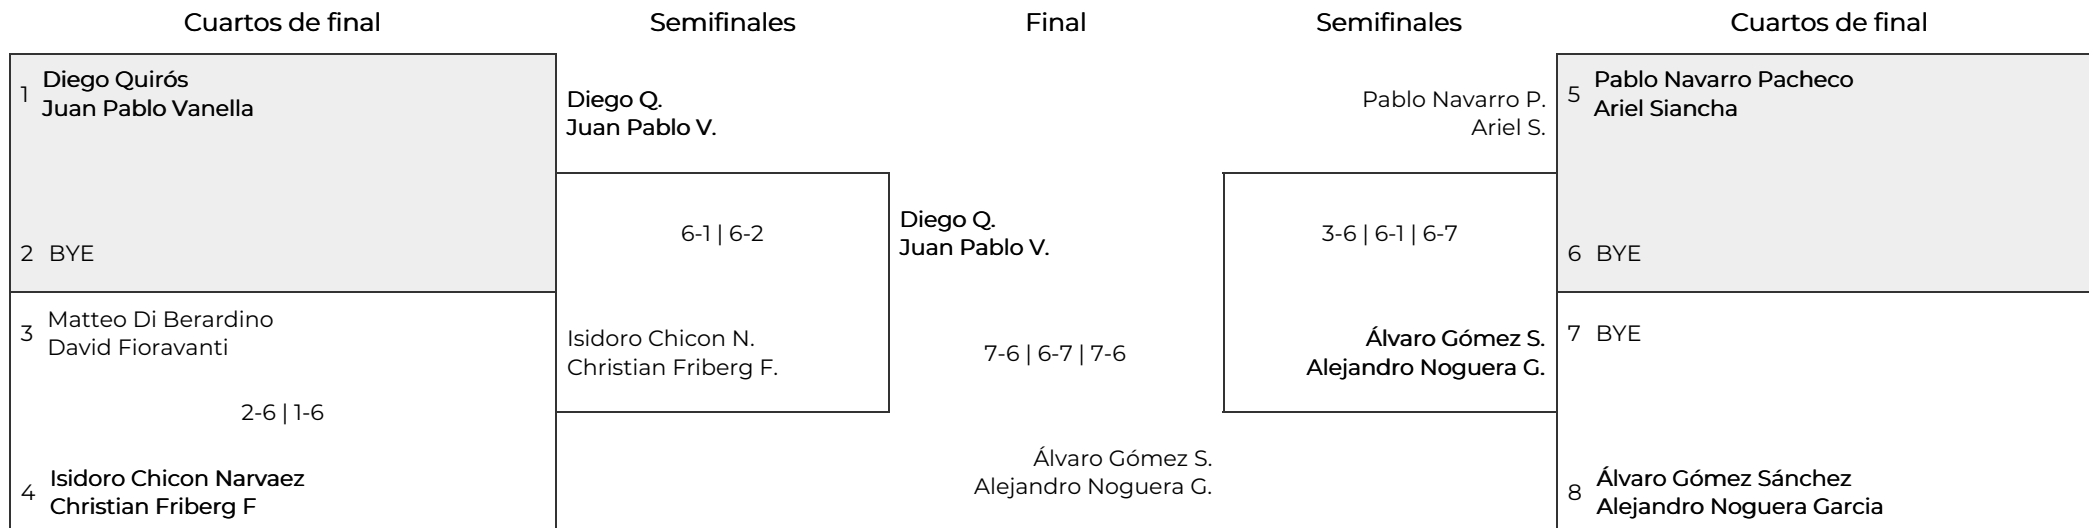 Cuartos de final
Semifinales
Final
Semifinales
Cuartos de final
1
Diego Quirós
Juan Pablo Vanella
2 BYE
3
Matteo Di Berardino
David Fioravanti
2-6 | 1-6
4
Isidoro Chicon Narvaez
Christian Friberg F
Diego Q.
Juan Pablo V.
6-1 | 6-2
Isidoro Chicon N.
Christian Friberg F.
Diego Q.
Juan Pablo V.
7-6 | 6-7 | 7-6
Álvaro Gómez S.
Alejandro Noguera G.
Pablo Navarro P.
Ariel S.
3-6 | 6-1 | 6-7
Álvaro Gómez S.
Alejandro Noguera G.
5
Pablo Navarro Pacheco
Ariel Siancha
6 BYE
7 BYE
8
Álvaro Gómez Sánchez
Alejandro Noguera Garcia